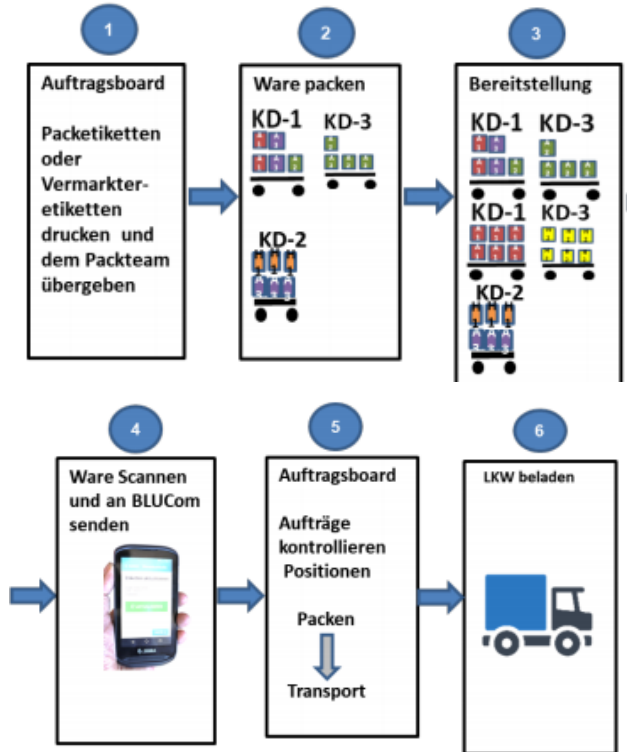 1
Auftragsboard
Packetiketten
oder
Vermarkter-
etiketten
drucken und
dem Packteam
übergeben
2
Ware packen
KD-1 KD-3
KD-2
3
Bereitstellung
KD-1 KD-3
KD-1 KD-3
KD-2
4
Ware Scannen
und an BLUCom
senden
5
Auftragsboard
Aufträge
kontrollieren
Positionen
Packen
Transport
6
LKW beladen